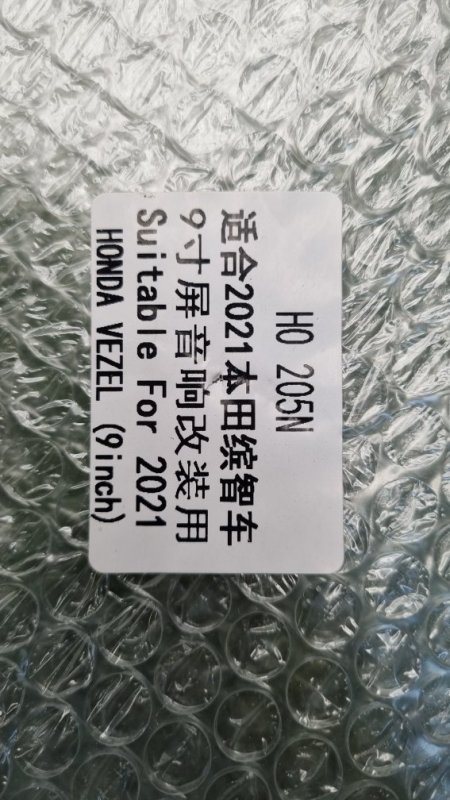 HO 205N
适合2021本田缤智车
9寸屏音响改装用
Suitable For 2021
HONDA VEZEL (9inch)